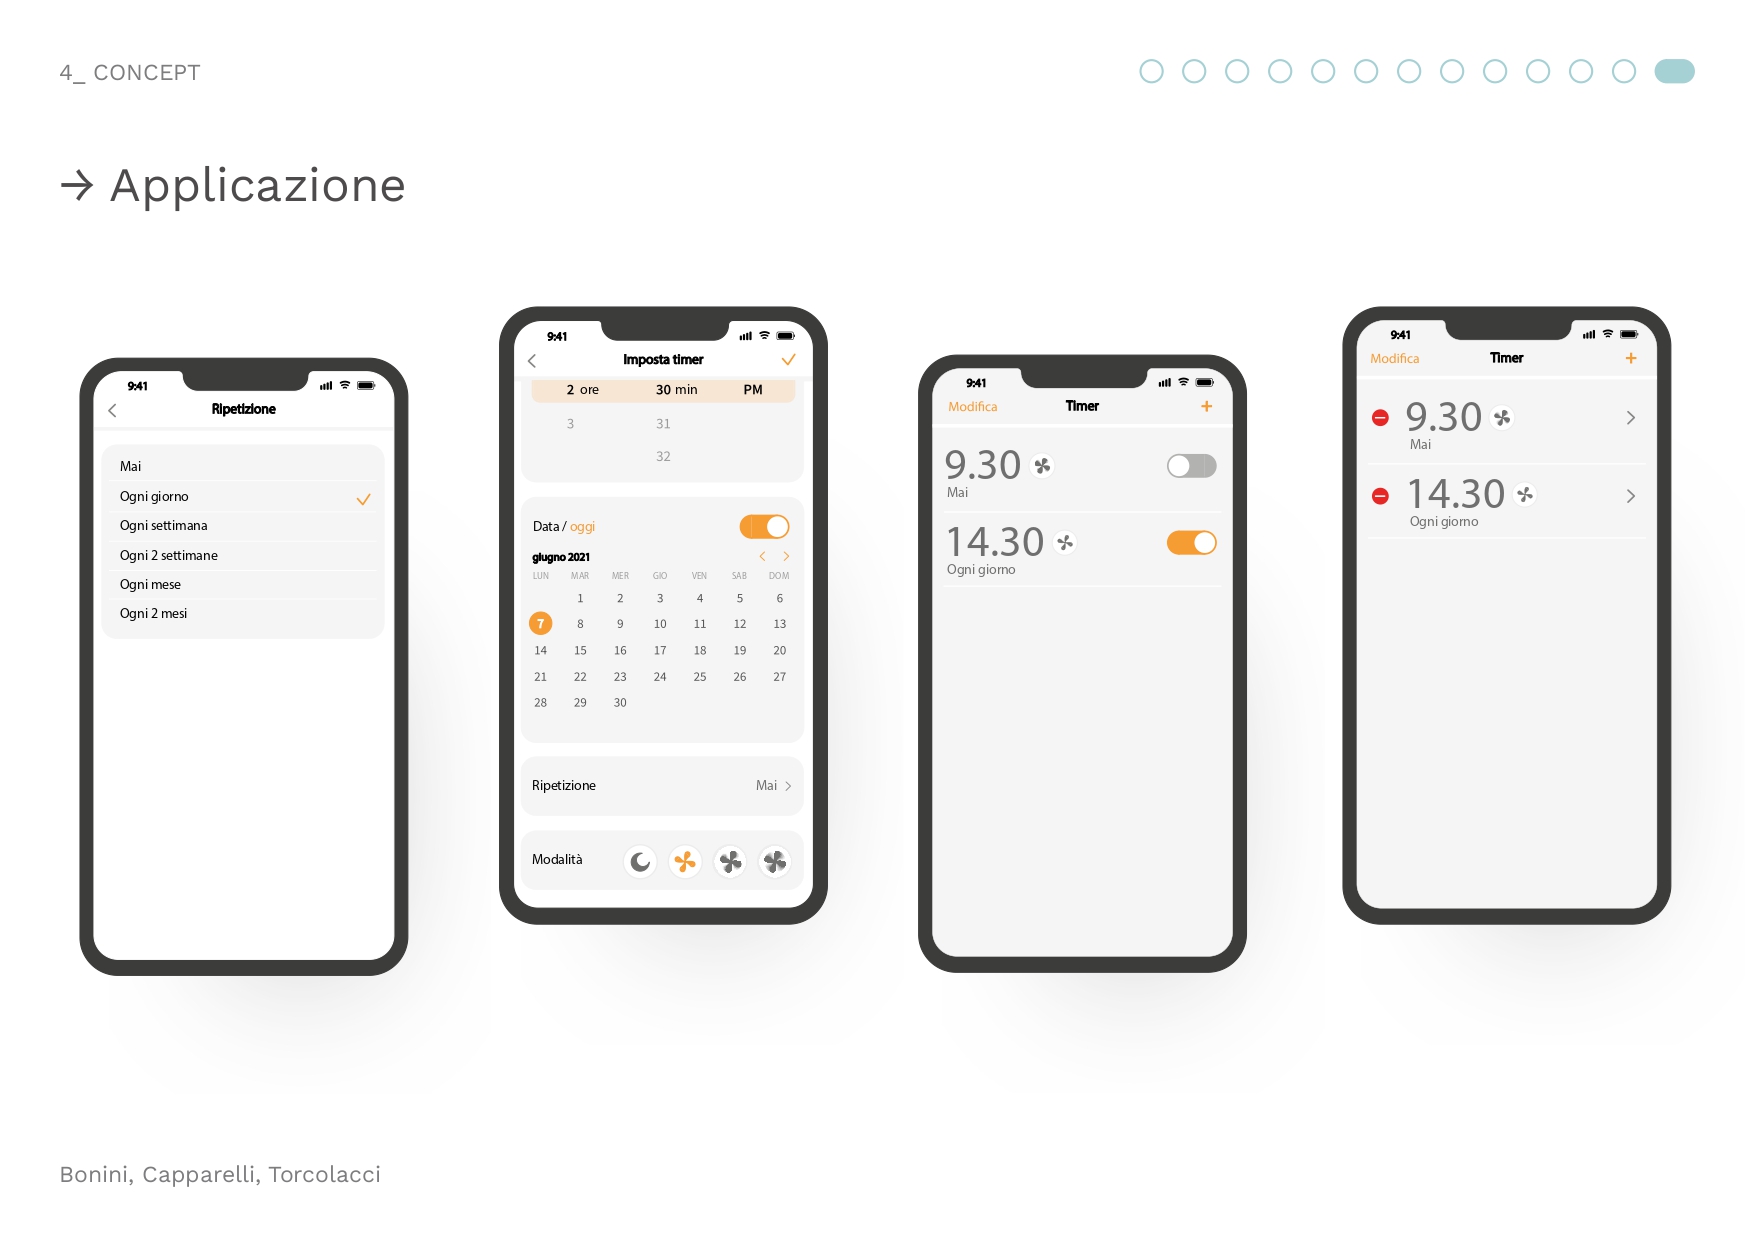 4_ CONCEPT
→ Applicazione
9:41
Ripetizione
Mai
Ogni giorno
Ogni settimana
Ogni 2 settimane
Ogni mese
Ogni 2 mesi
9:41
Imposta timer
2 ore 30 min PM
3 31
32
Data / oggi
giugno 2021
LUN MAR MER GIO VEN SAB DOM
1 2 3 4 5 6
7 8 9 10 11 12 13
14 15 16 17 18 19 20
21 22 23 24 25 26 27
28 29 30
Ripetizione Mai
Modalità
9:41
Modifica Timer +
9.30
Mai
14.30
Ogni giorno
9:41
Modifica Timer +
9.30
Mai
14.30
Ogni giorno
Bonini, Capparelli, Torcolacci